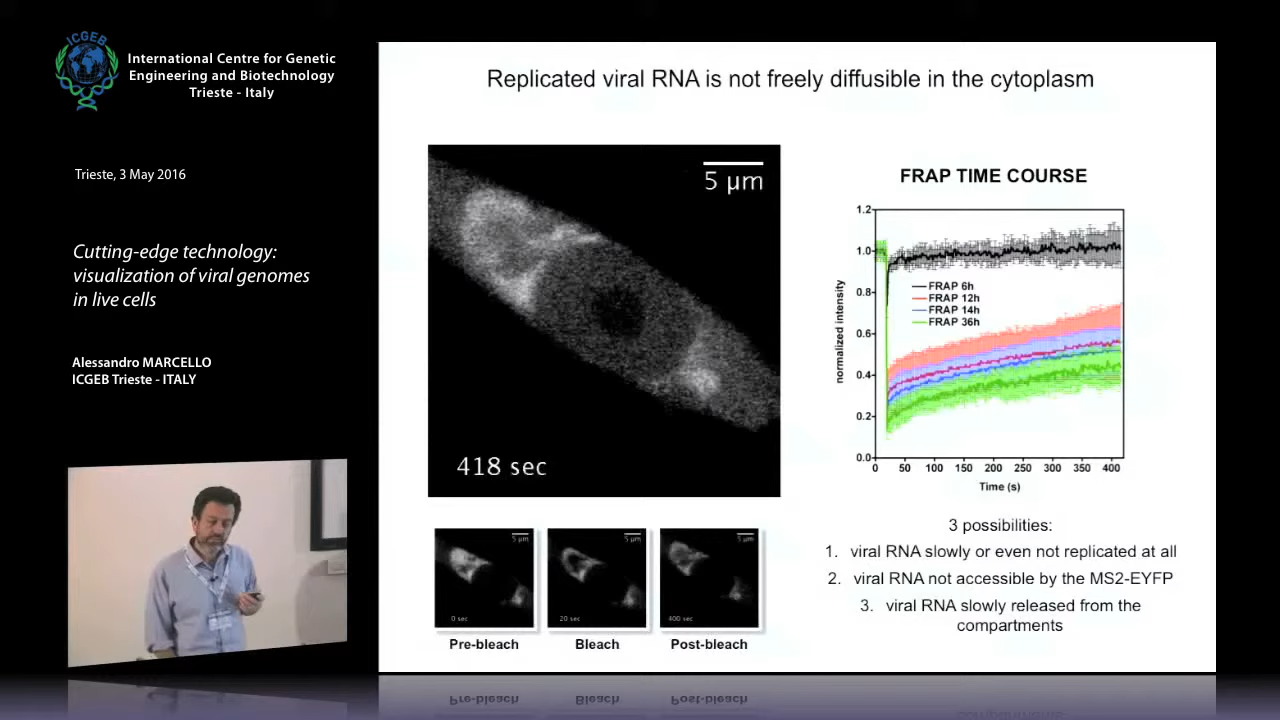 ICGEB
International Centre for Genetic
Engineering and Biotechnology
Trieste - Italy
Trieste, 3 May 2016
Cutting-edge technology:
visualization of viral genomes
in live cells
Alessandro MARCELLO
ICGEB Trieste - ITALY
Replicated viral RNA is not freely diffusible in the cytoplasm
5 µm
418 sec
5 µm
5 µm
5 µm
0 sec
20 sec
400 sec
Pre-bleach
Bleach
Post-bleach
FRAP TIME COURSE
1.2
1.0
0.8
0.6
0.4
0.2
0.0
normalized intensity
FRAP 6h
FRAP 12h
FRAP 14h
FRAP 36h
0 50 100 150 200 250 300 350 400
Time (s)
3 possibilities:
1. viral RNA slowly or even not replicated at all
2. viral RNA not accessible by the MS2-EYFP
3. viral RNA slowly released from the
compartments